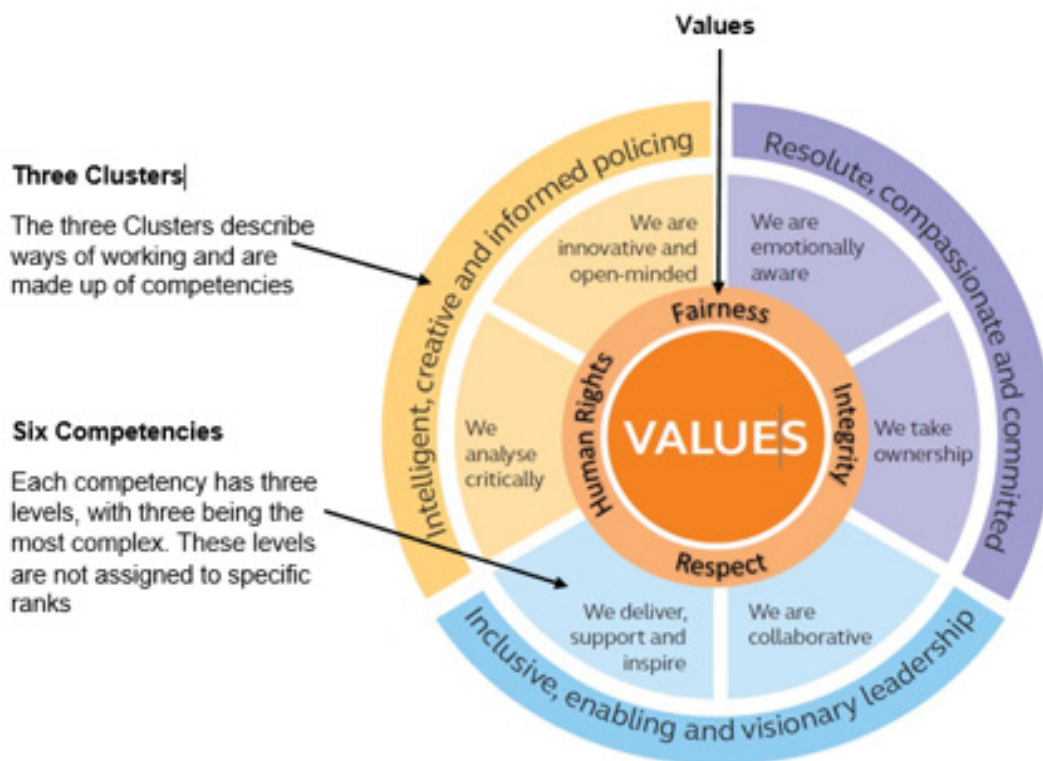 Values
Three Clusters
The three Clusters describe
ways of working and are
made up of competencies
Six Competencies
Each competency has three
levels, with three being the
most complex. These levels
are not assigned to specific
ranks
Intelligent, creative and informed policing
Resolute, compassionate and committed
Inclusive, enabling and visionary leadership
We are
innovative and
open-minded
We are
emotionally
aware
We
analyse
critically
We take
ownership
We deliver,
support and
inspire
We are
collaborative
Fairness
Human Rights
Integrity
Respect
VALUES